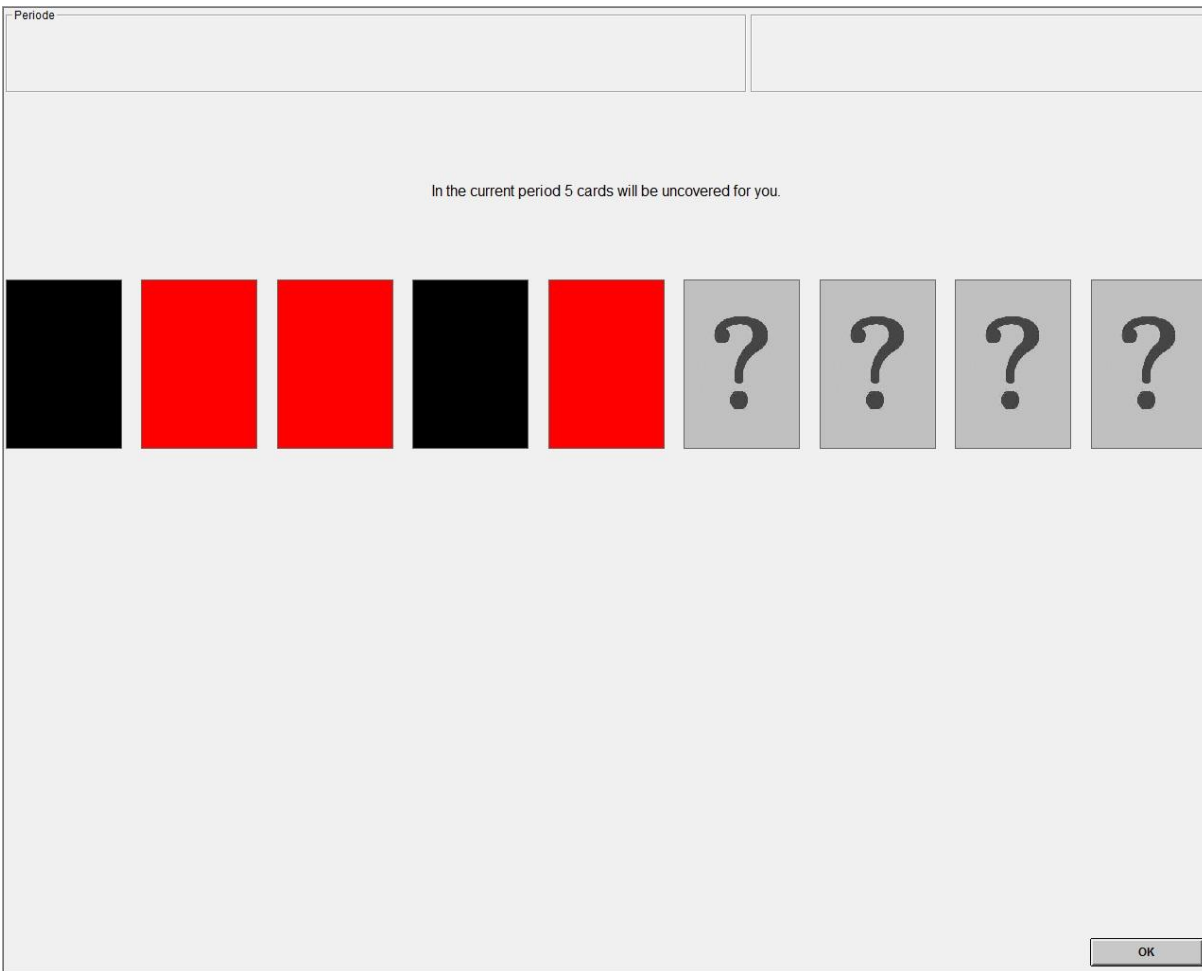 Periode
In the current period 5 cards will be uncovered for you.
? ? ? ?
OK